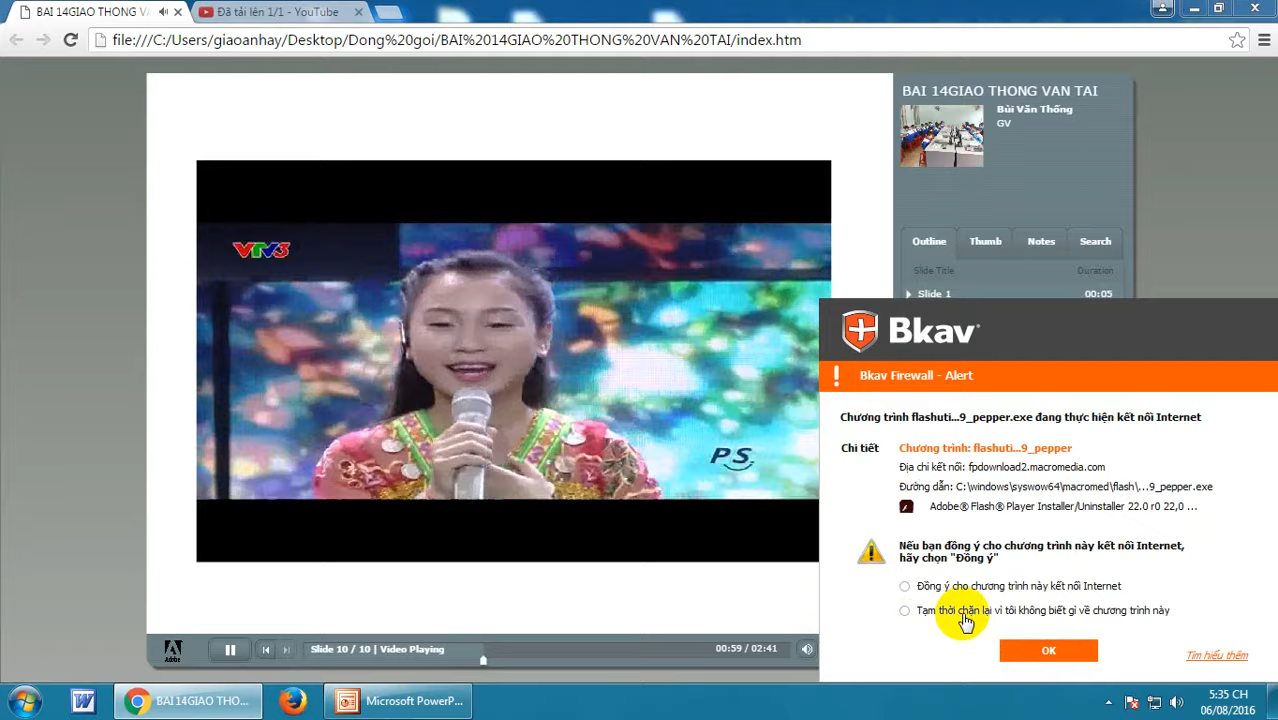 BAI 14GIAO THONG VA
Đã tải lên 1/1 - YouTube
file:///C:/Users/giaoanhay/Desktop/Dong%20goi/BAI%2014GIAO%20THONG%20VAN%20TAI/index.htm
BAI 14GIAO THONG VAN TAI
Bùi Văn Thống
GV
VTV3
PS
Outline Thumb Notes Search
Slide Title Duration
Slide 1 00:05
Bkav
Bkav Firewall - Alert
Chương trình flashuti...9_pepper.exe đang thực hiện kết nối Internet
Chi tiết Chương trình: flashuti...9_pepper
Địa chỉ kết nối: fpdownload2.macromedia.com
Đường dẫn: C:\windows\syswow64\macromed\flash\...9_pepper.exe
Adobe® Flash® Player Installer/Uninstaller 22.0 r0 22,0 ...
Nếu bạn đồng ý cho chương trình này kết nối Internet,
hãy chọn "Đồng ý"
Đồng ý cho chương trình này kết nối Internet
Tạm thời chặn lại vì tôi không biết gì về chương trình này
OK
Tìm hiểu thêm
Adobe
Slide 10 / 10 | Video Playing 00:59 / 02:41
BAI 14GIAO THO...
Microsoft PowerP...
5:35 CH
06/08/2016